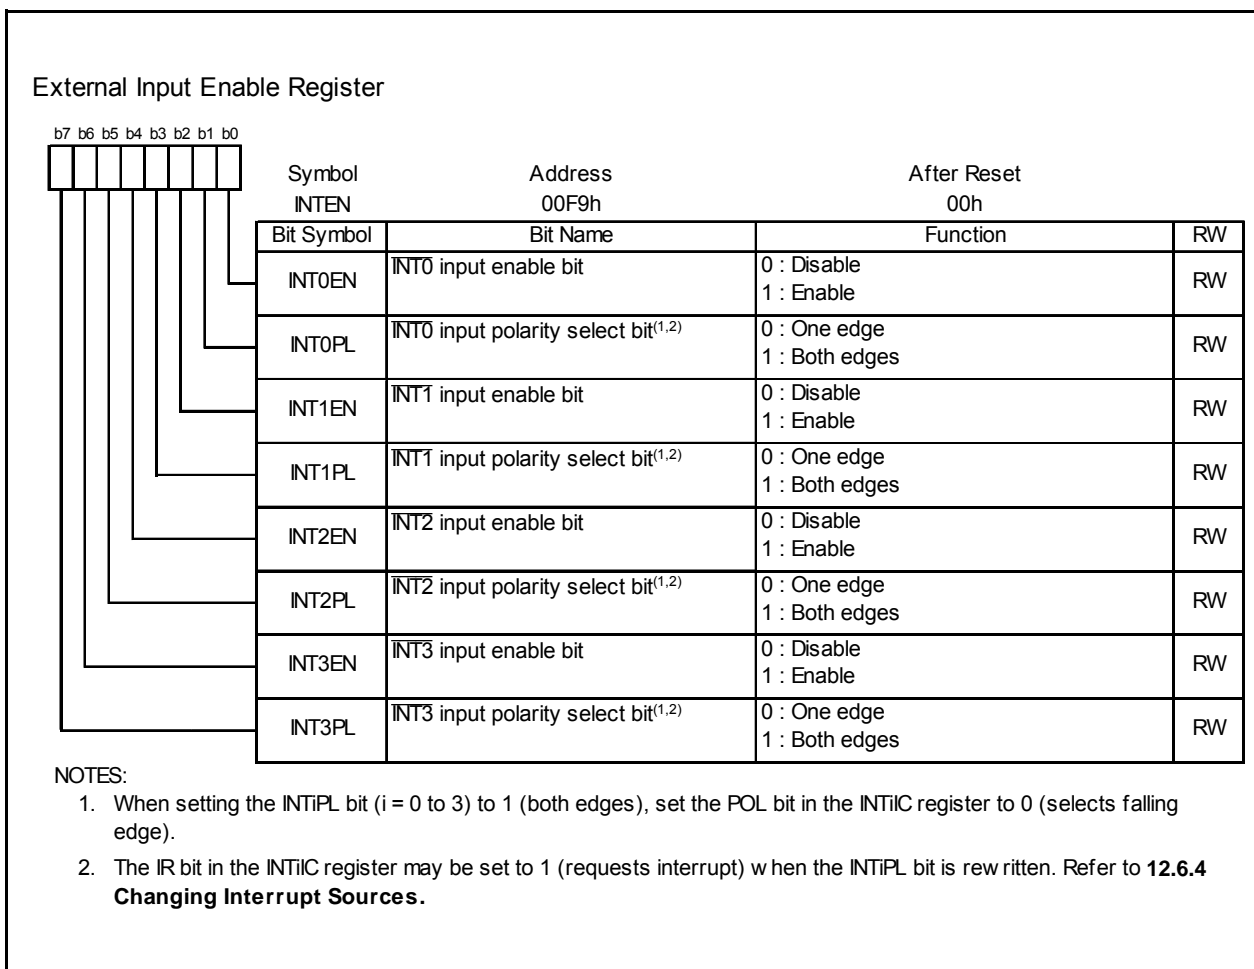 External Input Enable Register
b7 b6 b5 b4 b3 b2 b1 b0
Symbol Address After Reset
INTEN 00F9h 00h
Bit Symbol Bit Name Function RW
INT0EN INT0 input enable bit 0 : Disable RW
1 : Enable
INT0PL INT0 input polarity select bit(1,2) 0 : One edge RW
1 : Both edges
INT1EN INT1 input enable bit 0 : Disable RW
1 : Enable
INT1PL INT1 input polarity select bit(1,2) 0 : One edge RW
1 : Both edges
INT2EN INT2 input enable bit 0 : Disable RW
1 : Enable
INT2PL INT2 input polarity select bit(1,2) 0 : One edge RW
1 : Both edges
INT3EN INT3 input enable bit 0 : Disable RW
1 : Enable
INT3PL INT3 input polarity select bit(1,2) 0 : One edge RW
1 : Both edges
NOTES:
1. When setting the INTiPL bit (i = 0 to 3) to 1 (both edges), set the POL bit in the INTiIC register to 0 (selects falling
edge).
2. The IR bit in the INTiIC register may be set to 1 (requests interrupt) when the INTiPL bit is rewritten. Refer to 12.6.4
Changing Interrupt Sources.